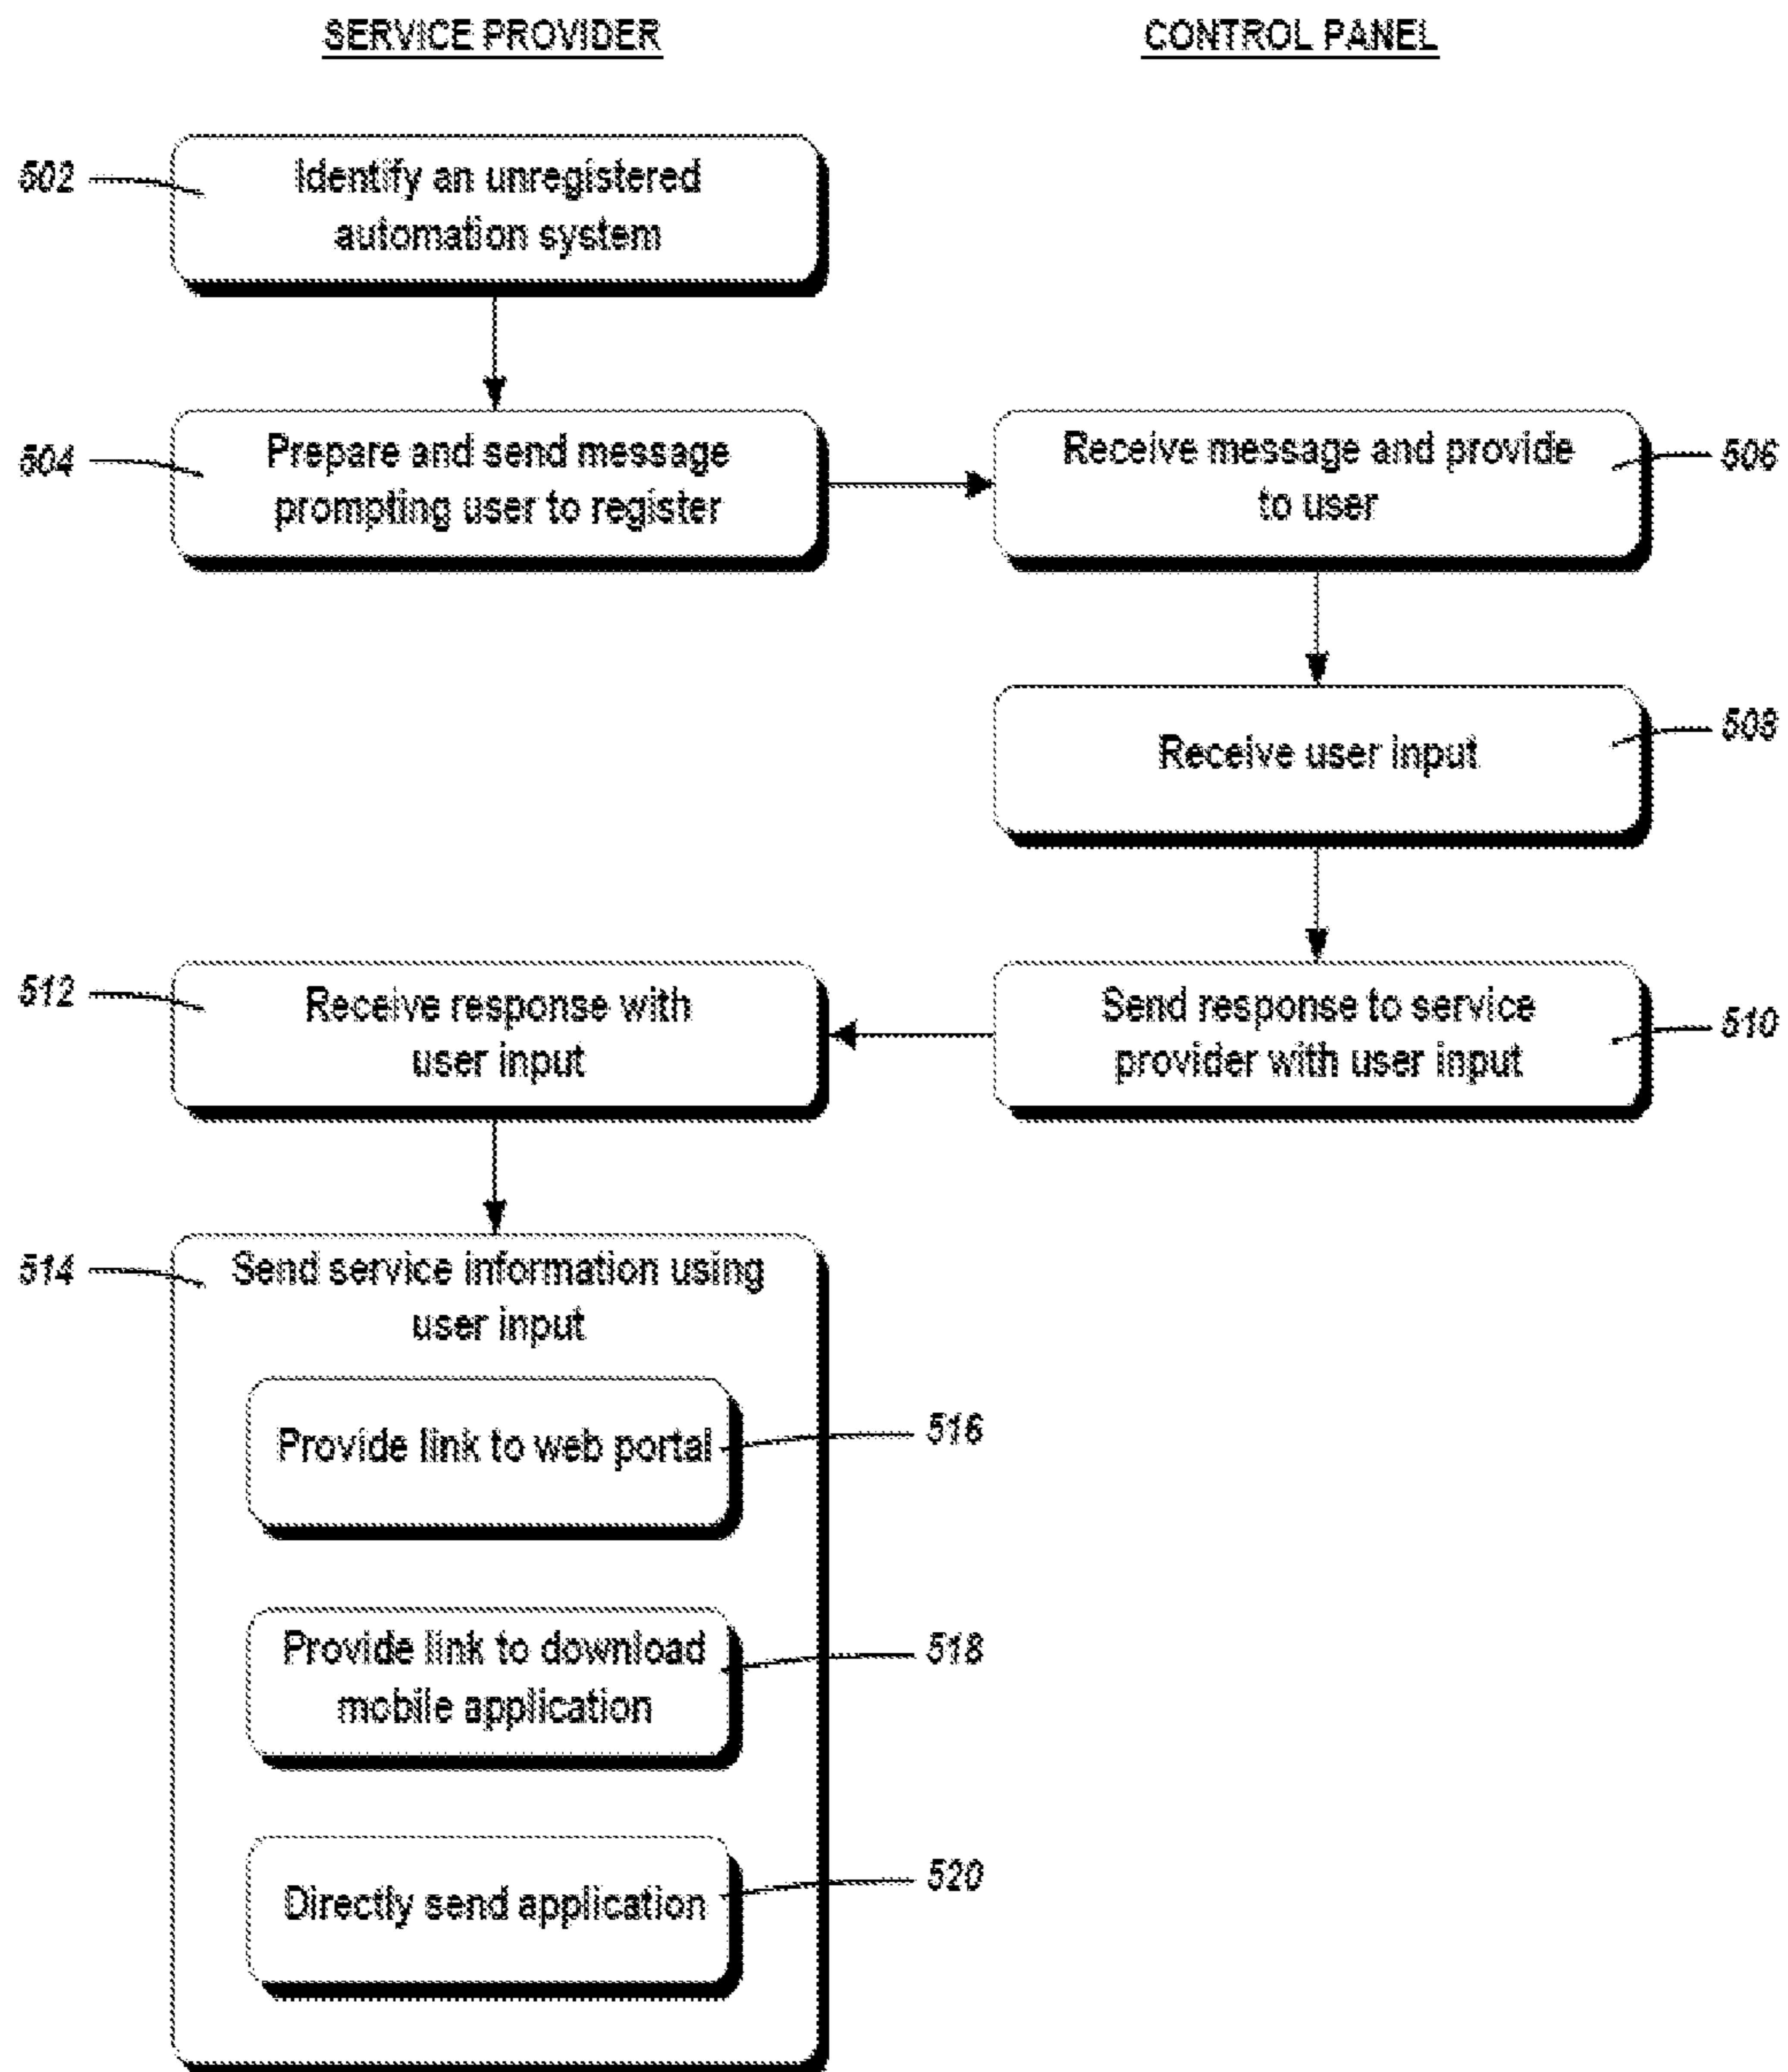 SERVICE PROVIDER
CONTROL PANEL
502
Identify an unregistered
automation system
504
Prepare and send message
prompting user to register
Receive message and provide
to user
506
Receive user input
508
512
Receive response with
user input
Send response to service
provider with user input
510
514
Send service information using
user input
Provide link to web portal
516
Provide link to download
mobile application
518
Directly send application
520